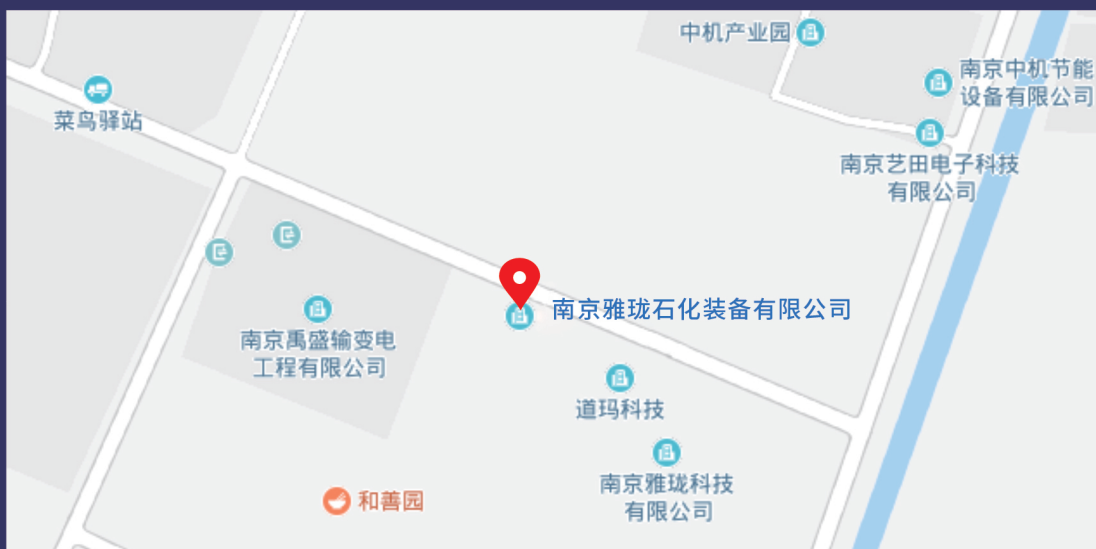 中机产业园
南京中机节能
设备有限公司
菜鸟驿站
南京艺田电子科技
有限公司
南京雅珑石化装备有限公司
南京禹盛输变电
工程有限公司
道玛科技
南京雅珑科技
有限公司
和善园